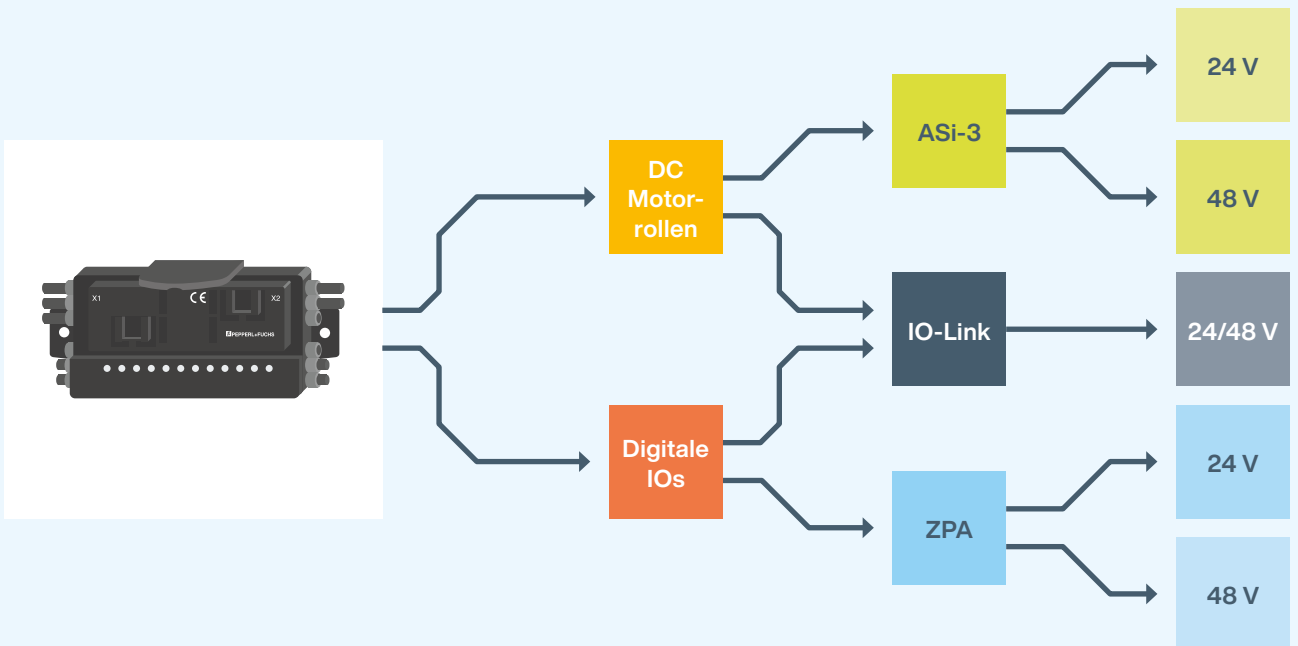 X1
CE
X2
PEPPERL+FUCHS
DC
Motor-
rollen
Digitale
IOs
ASi-3
IO-Link
ZPA
24 V
48 V
24/48 V
24 V
48 V